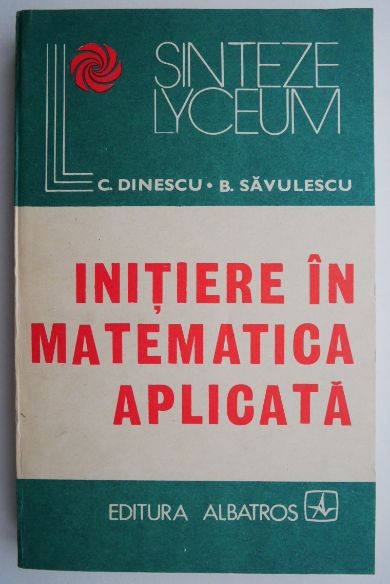 SINTEZE
LYCEUM
C. DINESCU • B. SĂVULESCU
INIȚIERE ÎN
MATEMATICA
APLICATĂ
EDITURA ALBATROS